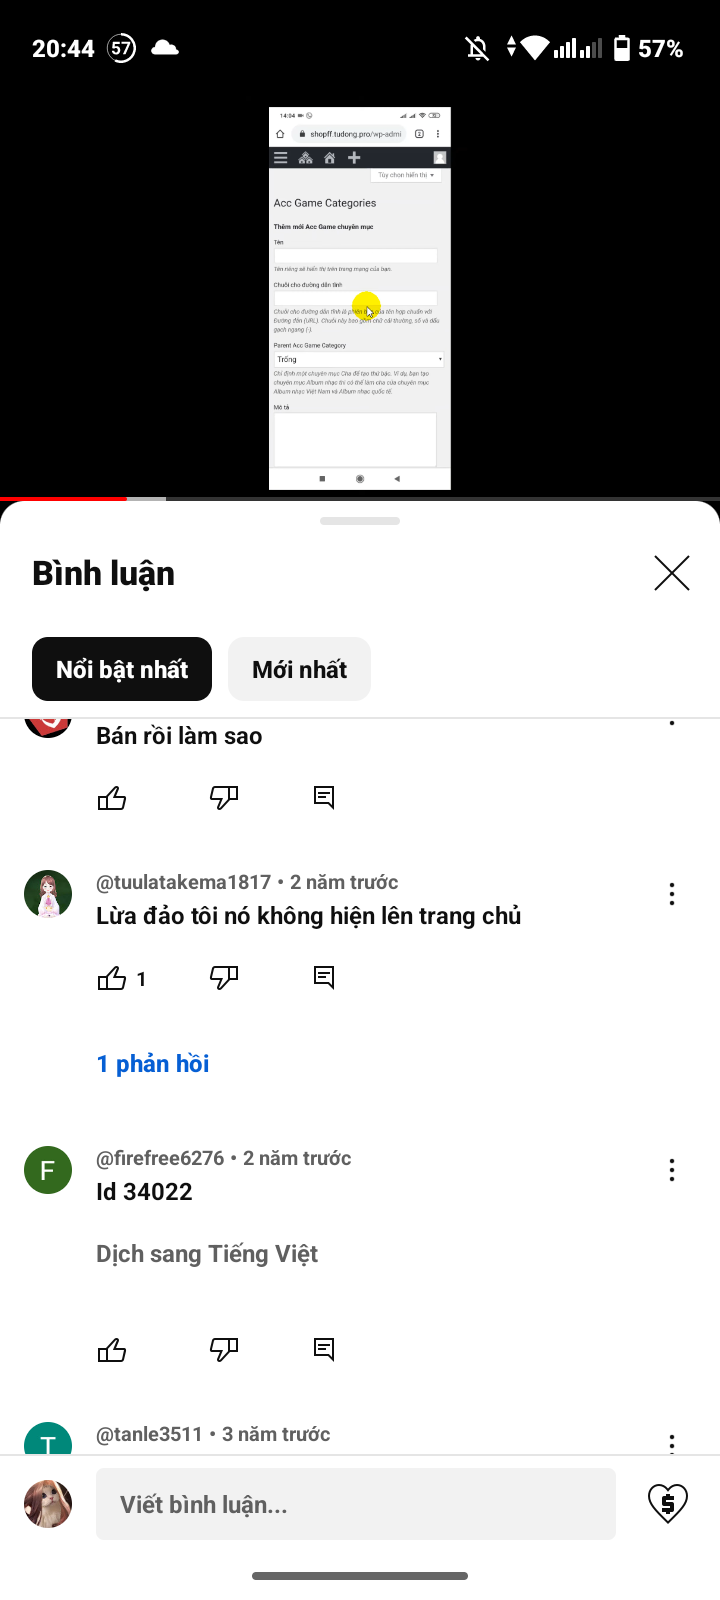 20:44 57 57%
14:04
shopff.tudong.pro/wp-admi 2
Tùy chọn hiển thị
Acc Game Categories
Thêm mới Acc Game chuyên mục
Tên
Tên riêng sẽ hiển thị trên trang mạng của bạn.
Chuỗi cho đường dẫn tĩnh
Chuỗi cho đường dẫn tĩnh là phiên của tên hợp chuẩn với
Đường dẫn (URL). Chuỗi này bao gồm chữ cái thường, số và dấu
gạch ngang (-).
Parent Acc Game Category
Trống
Chỉ định một chuyên mục Cha để tạo thứ bậc. Ví dụ, bạn tạo
chuyên mục Album nhạc thì có thể làm cha của chuyên mục
Album nhạc Việt Nam và Album nhạc quốc tế.
Mô tả
Bình luận
Nổi bật nhất Mới nhất
Bán rồi làm sao
@tuulatakema1817 • 2 năm trước
Lừa đảo tôi nó không hiện lên trang chủ
1
1 phản hồi
F
@firefree6276 • 2 năm trước
Id 34022
Dịch sang Tiếng Việt
T
@tanle3511 • 3 năm trước
Viết bình luận...